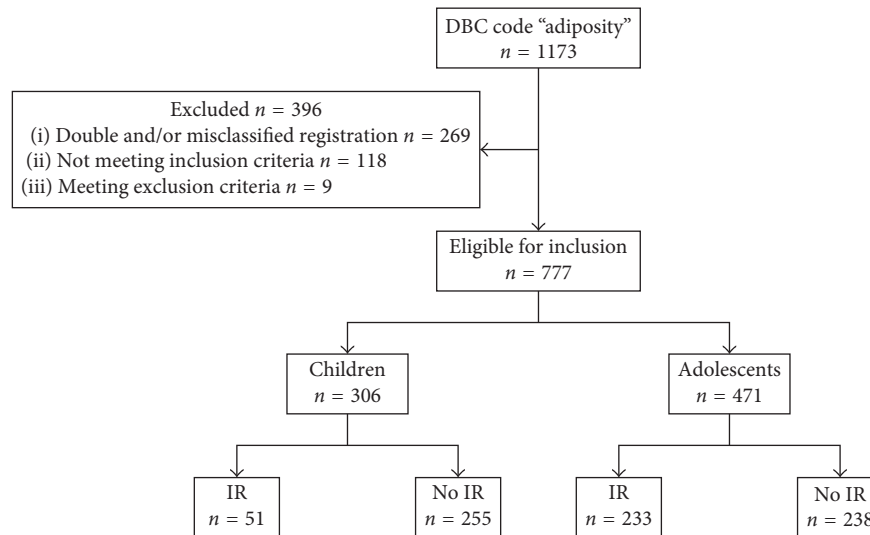 DBC code “adiposity”
n = 1173
Excluded n = 396
(i) Double and/or misclassified registration n = 269
(ii) Not meeting inclusion criteria n = 118
(iii) Meeting exclusion criteria n = 9
Eligible for inclusion
n = 777
Children
n = 306
Adolescents
n = 471
IR
n = 51
No IR
n = 255
IR
n = 233
No IR
n = 238